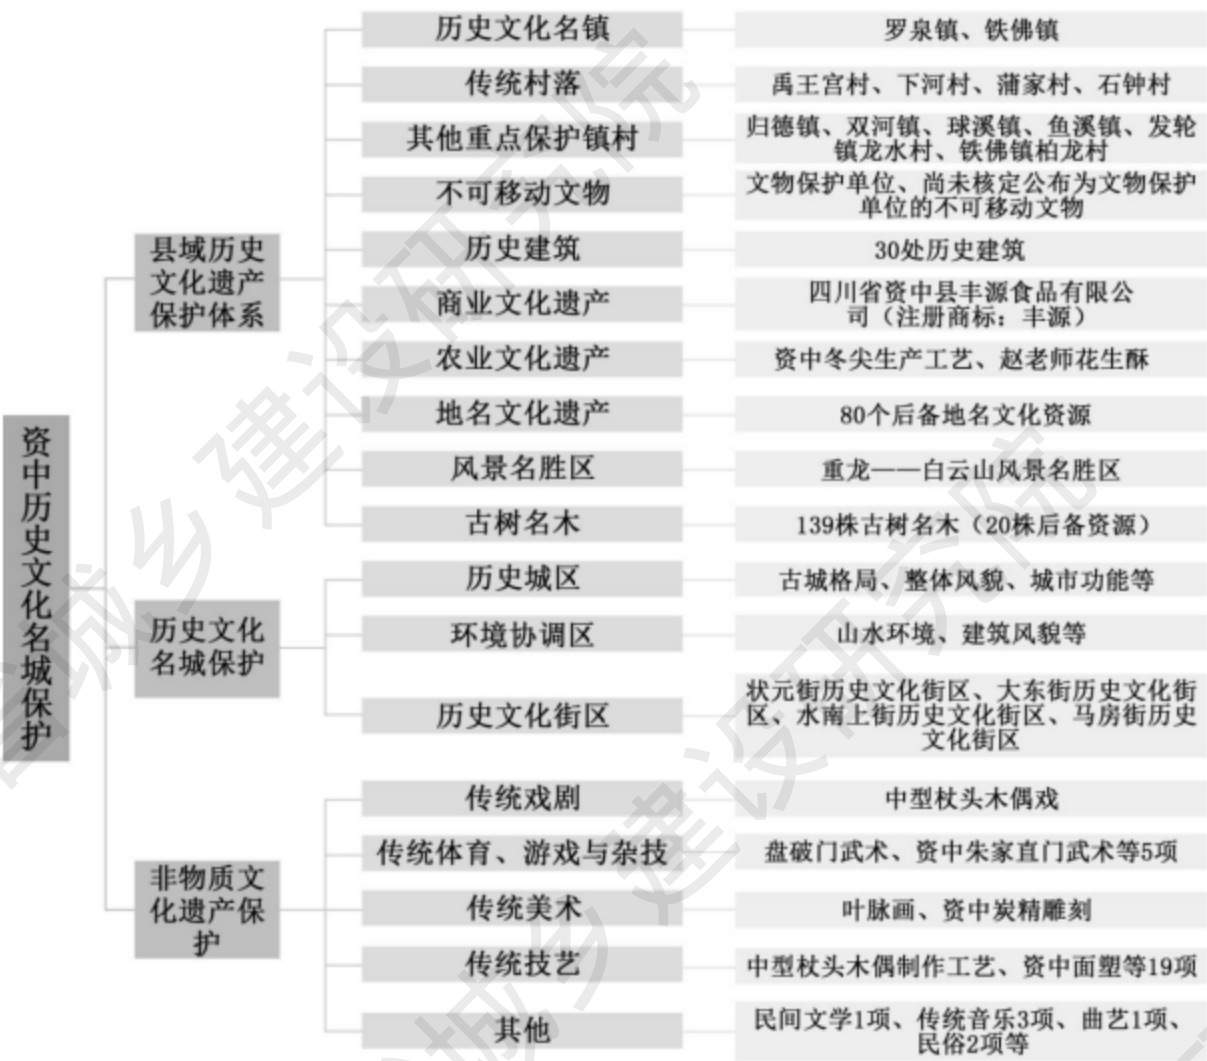 资中历史文化名城保护
县域历史
文化遗产
保护体系
历史文化名镇
罗泉镇、铁佛镇
传统村落
禹王宫村、下河村、蒲家村、石钟村
其他重点保护镇村
归德镇、双河镇、球溪镇、鱼溪镇、发轮
镇龙水村、铁佛镇柏龙村
不可移动文物
文物保护单位、尚未核定公布为文物保护
单位的不可移动文物
历史建筑
30处历史建筑
商业文化遗产
四川省资中县丰源食品有限公
司（注册商标：丰源）
农业文化遗产
资中冬尖生产工艺、赵老师花生酥
地名文化遗产
80个后备地名文化资源
风景名胜区
重龙——白云山风景名胜区
古树名木
139株古树名木（20株后备资源）
历史文化
名城保护
历史城区
古城格局、整体风貌、城市功能等
环境协调区
山水环境、建筑风貌等
历史文化街区
状元街历史文化街区、大东街历史文化街
区、水南上街历史文化街区、马房街历史
文化街区
非物质文
化遗产保
护
传统戏剧
中型杖头木偶戏
传统体育、游戏与杂技
盘破门武术、资中朱家直门武术等5项
传统美术
叶脉画、资中炭精雕刻
传统技艺
中型杖头木偶制作工艺、资中面塑等19项
其他
民间文学1项、传统音乐3项、曲艺1项、
民俗2项等
省城乡建设研究院
城乡建设研究院